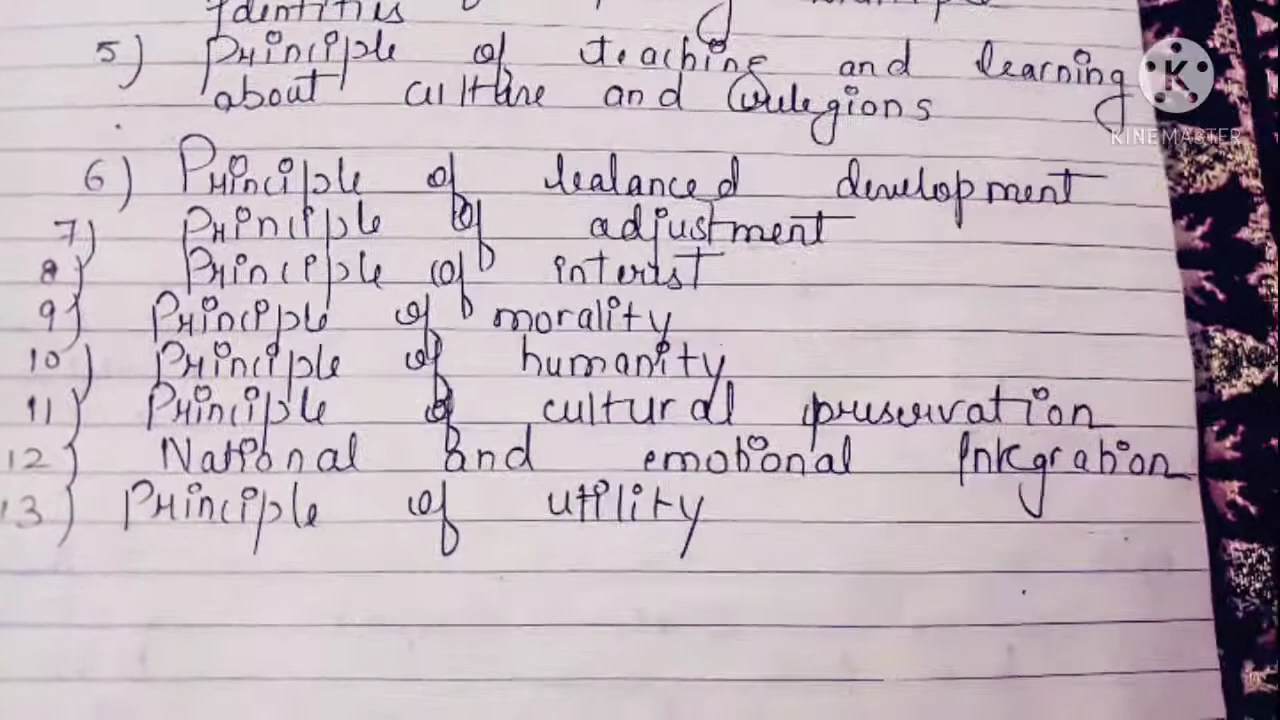 Identities
5) Principle of teaching and learning
about culture and religions
6) Principle of balanced development
7) Principle of adjustment
8) Principle of interist
9) Principle of morality
10) Principle of humanity
11) Principle of cultural preservation
12) National and emotional Integration
13) Principle of utility
KINEMASTER